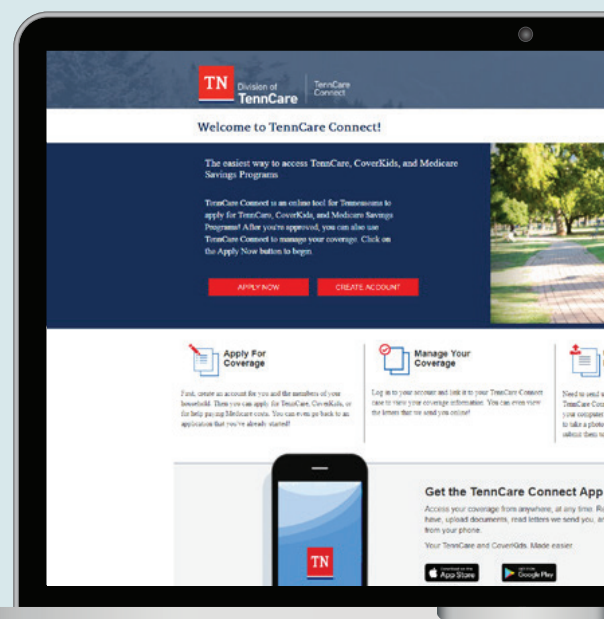 TN
Division of
TennCare
TennCare
Connect
Welcome to TennCare Connect!
The easiest way to access TennCare, CoverKids, and Medicare
Savings Programs
TennCare Connect is an online tool for Tennesseans to
apply for TennCare, CoverKids, and Medicare Savings
Programs! After you're approved, you can also use
TennCare Connect to manage your coverage. Click on
the Apply Now button to begin.
APPLY NOW
CREATE ACCOUNT
Apply For
Coverage
First, create an account for you and the members of your
household. Then you can apply for TennCare, CoverKids, or
for help paying Medicare costs. You can even go back to an
application that you've already started!
Manage Your
Coverage
Log in to your account and link it to your TennCare Connect
case to view your coverage information. You can even view
the letters that we send you online!
Need to send
TennCare
your computer
to take a photo
submit them
TN
Get the TennCare Connect App
Access your coverage from anywhere, at any time.
have, upload documents, read letters we send you,
from your phone.
Your TennCare and CoverKids. Made easier.
Download on the
App Store
GET IT ON
Google Play